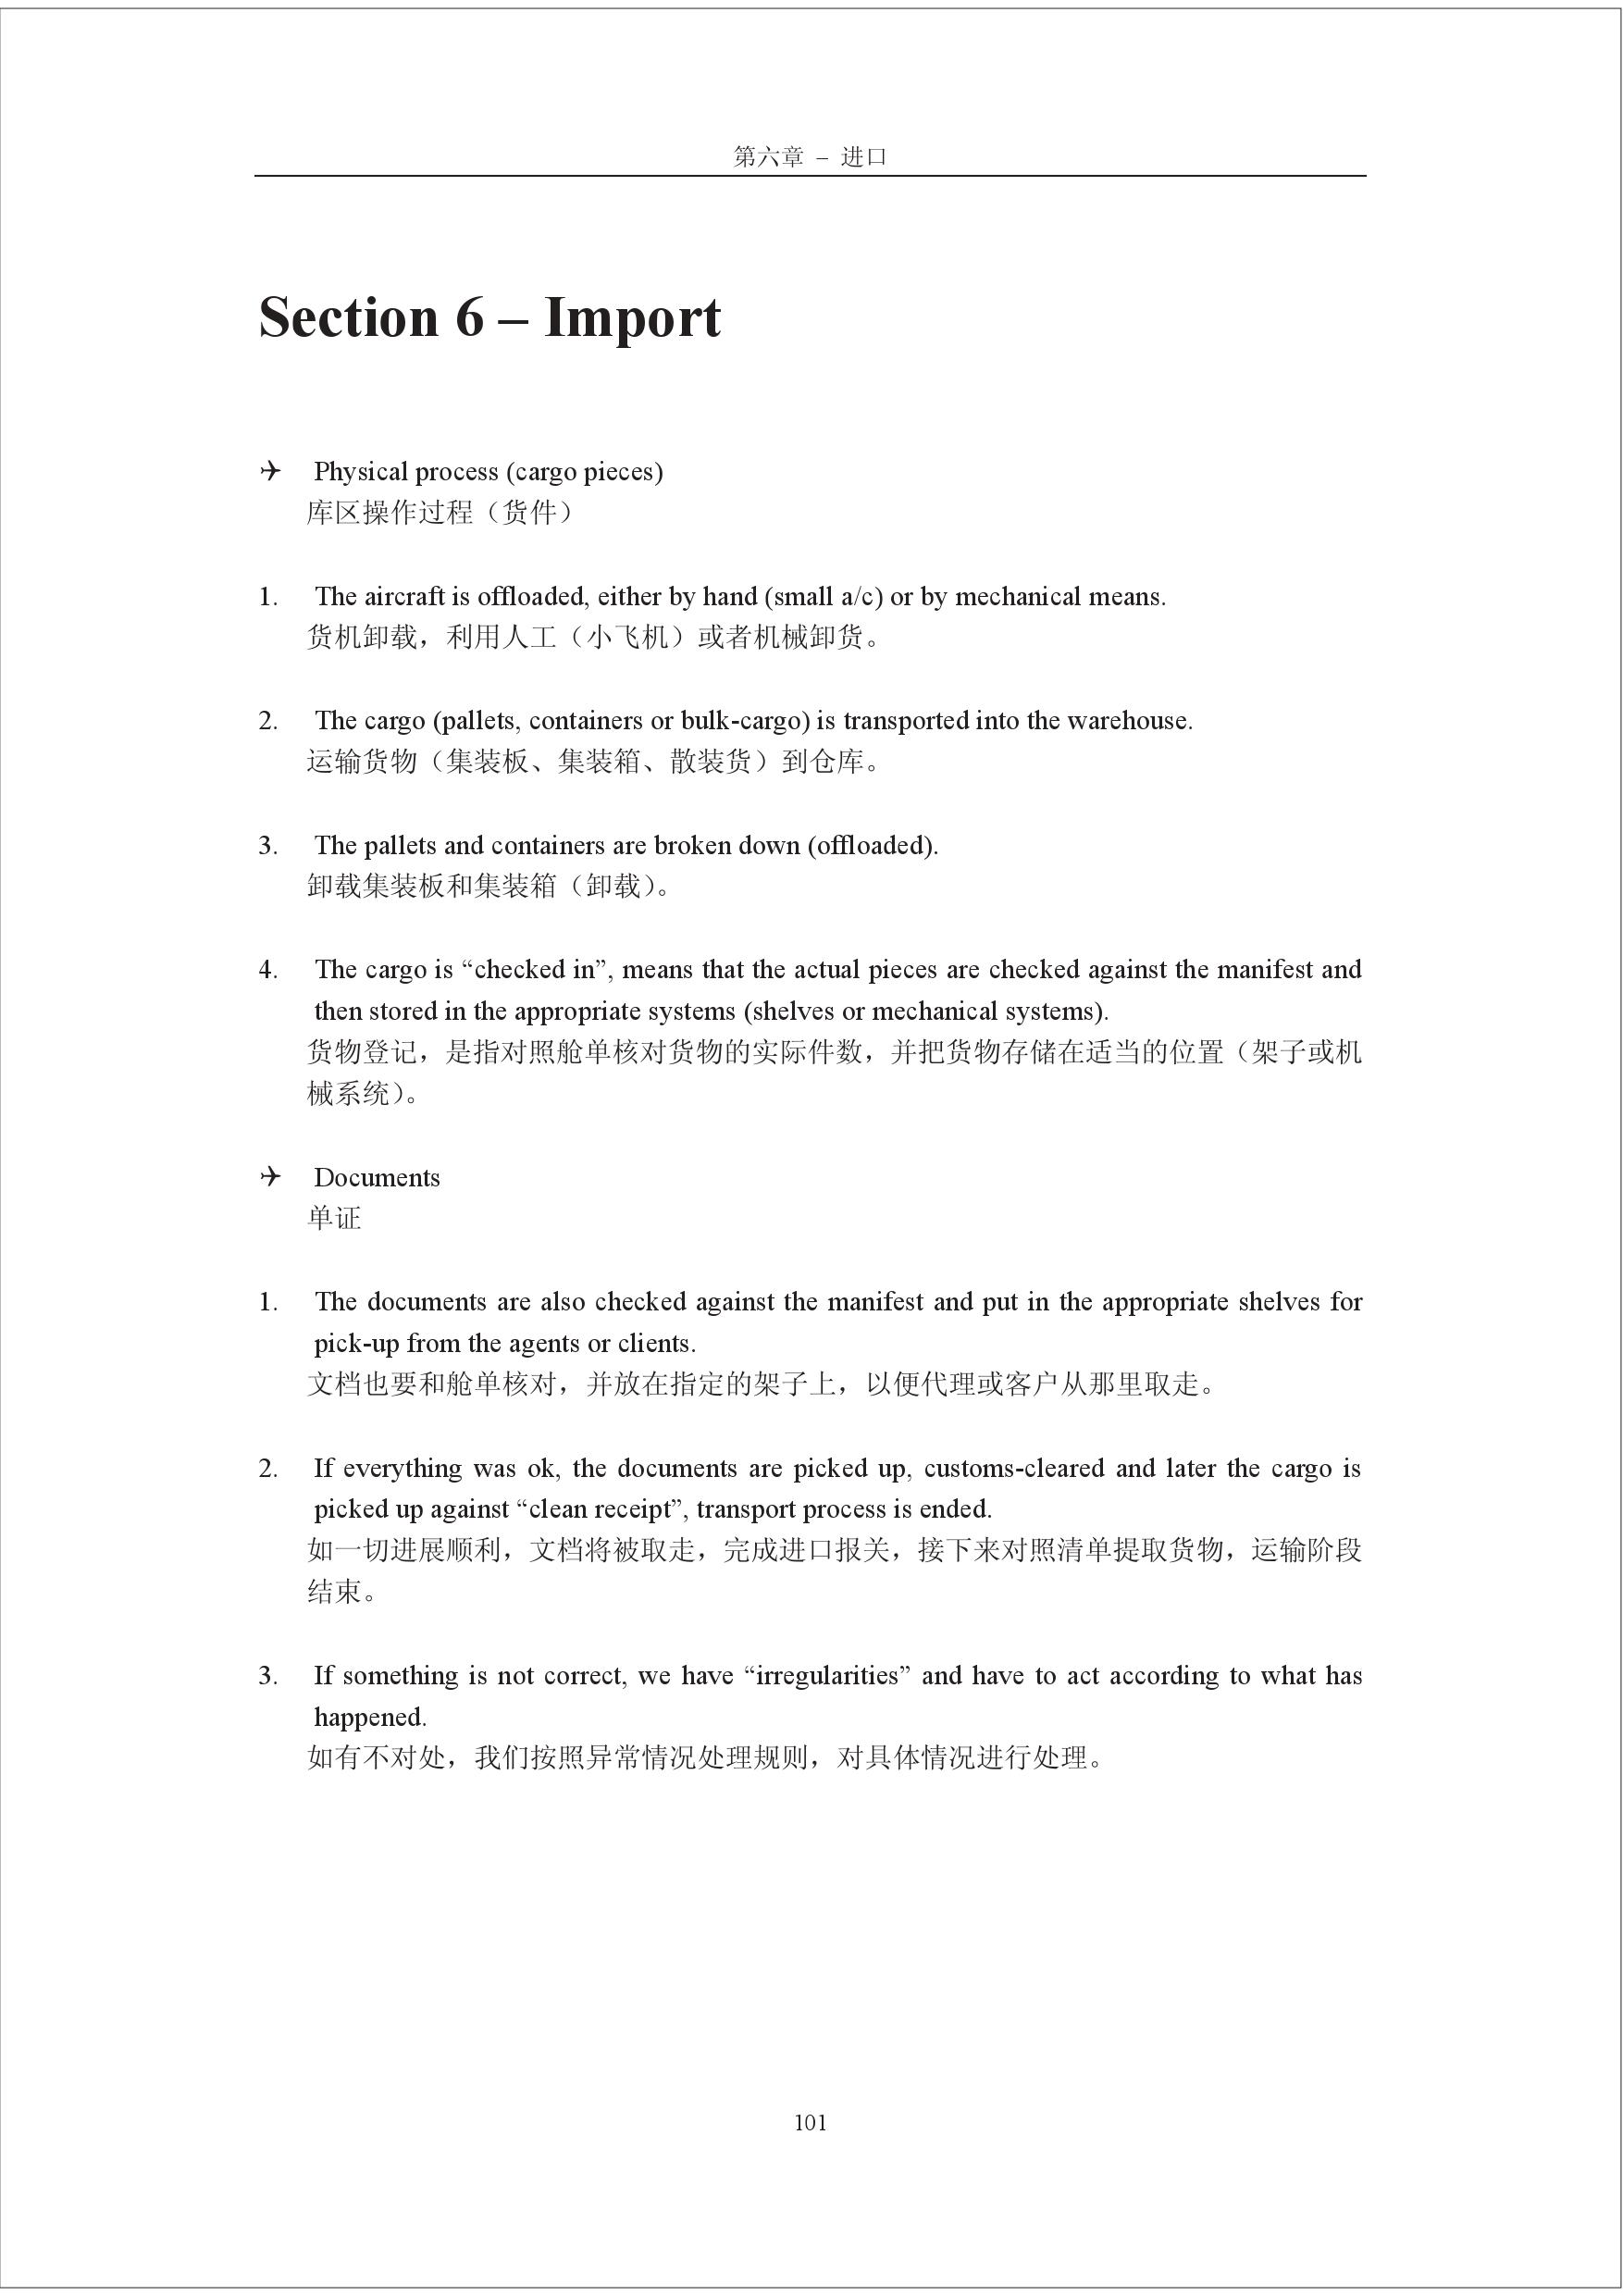 第六章 – 进口
Section 6 – Import
✈ Physical process (cargo pieces)
库区操作过程（货件）
1. The aircraft is offloaded, either by hand (small a/c) or by mechanical means.
货机卸载，利用人工（小飞机）或者机械卸货。
2. The cargo (pallets, containers or bulk-cargo) is transported into the warehouse.
运输货物（集装板、集装箱、散装货）到仓库。
3. The pallets and containers are broken down (offloaded).
卸载集装板和集装箱（卸载）。
4. The cargo is “checked in”, means that the actual pieces are checked against the manifest and
then stored in the appropriate systems (shelves or mechanical systems).
货物登记，是指对照舱单核对货物的实际件数，并把货物存储在适当的位置（架子或机
械系统）。
✈ Documents
单证
1. The documents are also checked against the manifest and put in the appropriate shelves for
pick-up from the agents or clients.
文档也要和舱单核对，并放在指定的架子上，以便代理或客户从那里取走。
2. If everything was ok, the documents are picked up, customs-cleared and later the cargo is
picked up against “clean receipt”, transport process is ended.
如一切进展顺利，文档将被取走，完成进口报关，接下来对照清单提取货物，运输阶段
结束。
3. If something is not correct, we have “irregularities” and have to act according to what has
happened.
如有不对处，我们按照异常情况处理规则，对具体情况进行处理。
101